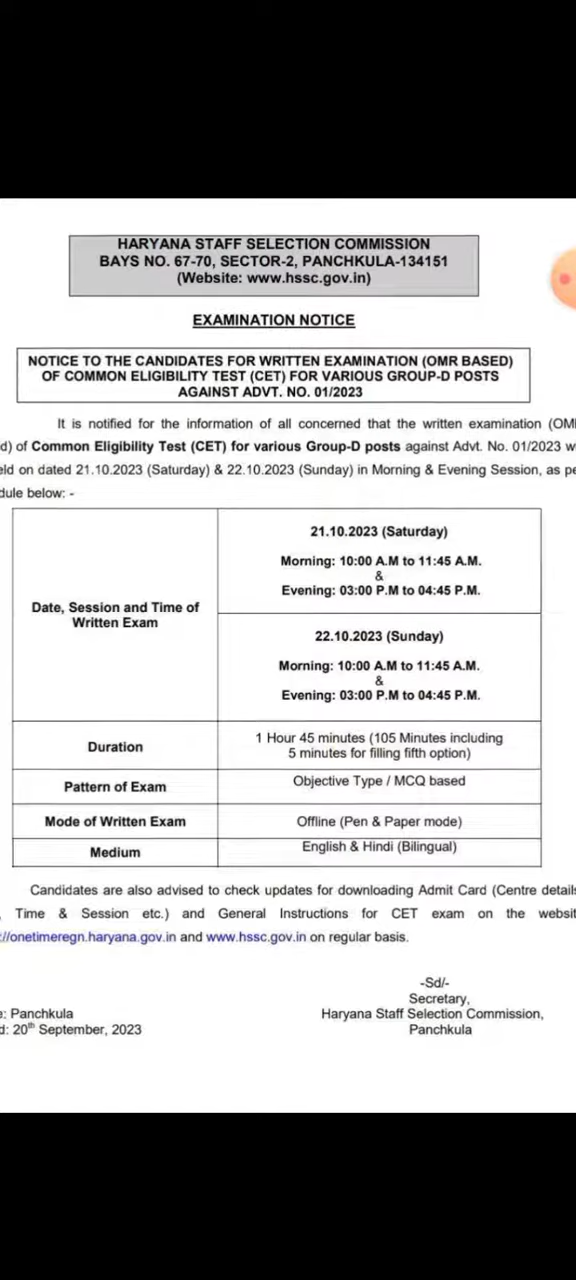 HARYANA STAFF SELECTION COMMISSION
BAYS NO. 67-70, SECTOR-2, PANCHKULA-134151
(Website: www.hssc.gov.in)
EXAMINATION NOTICE
NOTICE TO THE CANDIDATES FOR WRITTEN EXAMINATION (OMR BASED)
OF COMMON ELIGIBILITY TEST (CET) FOR VARIOUS GROUP-D POSTS
AGAINST ADVT. NO. 01/2023
It is notified for the information of all concerned that the written examination
of Common Eligibility Test (CET) for various Group-D posts against Advt. No. 01/2023
on dated 21.10.2023 (Saturday) & 22.10.2023 (Sunday) in Morning & Evening Session, as
below: -
Date, Session and Time of
Written Exam
21.10.2023 (Saturday)
Morning: 10:00 A.M to 11:45 A.M.
&
Evening: 03:00 P.M to 04:45 P.M.
22.10.2023 (Sunday)
Morning: 10:00 A.M to 11:45 A.M.
&
Evening: 03:00 P.M to 04:45 P.M.
Duration
1 Hour 45 minutes (105 Minutes including
5 minutes for filling fifth option)
Pattern of Exam
Objective Type / MCQ based
Mode of Written Exam
Offline (Pen & Paper mode)
Medium
English & Hindi (Bilingual)
Candidates are also advised to check updates for downloading Admit Card (Centre details
, Time & Session etc.) and General Instructions for CET exam on the
://onetimeregn.haryana.gov.in and www.hssc.gov.in on regular basis.
-Sd/-
Secretary,
: Panchkula
Haryana Staff Selection Commission,
: 20th September, 2023
Panchkula